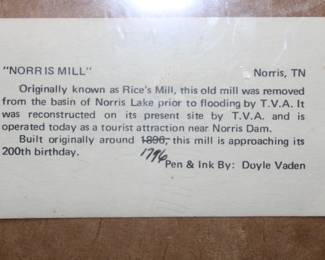 "NORRIS MILL" Norris, TN
Originally known as Rice's Mill, this old mill was removed
from the basin of Norris Lake prior to flooding by T.V.A. It
was reconstructed on its present site by T.V.A. and is
operated today as a tourist attraction near Norris Dam.
Built originally around 1896, this mill is approaching its
200th birthday. 1796
Pen & Ink By: Doyle Vaden